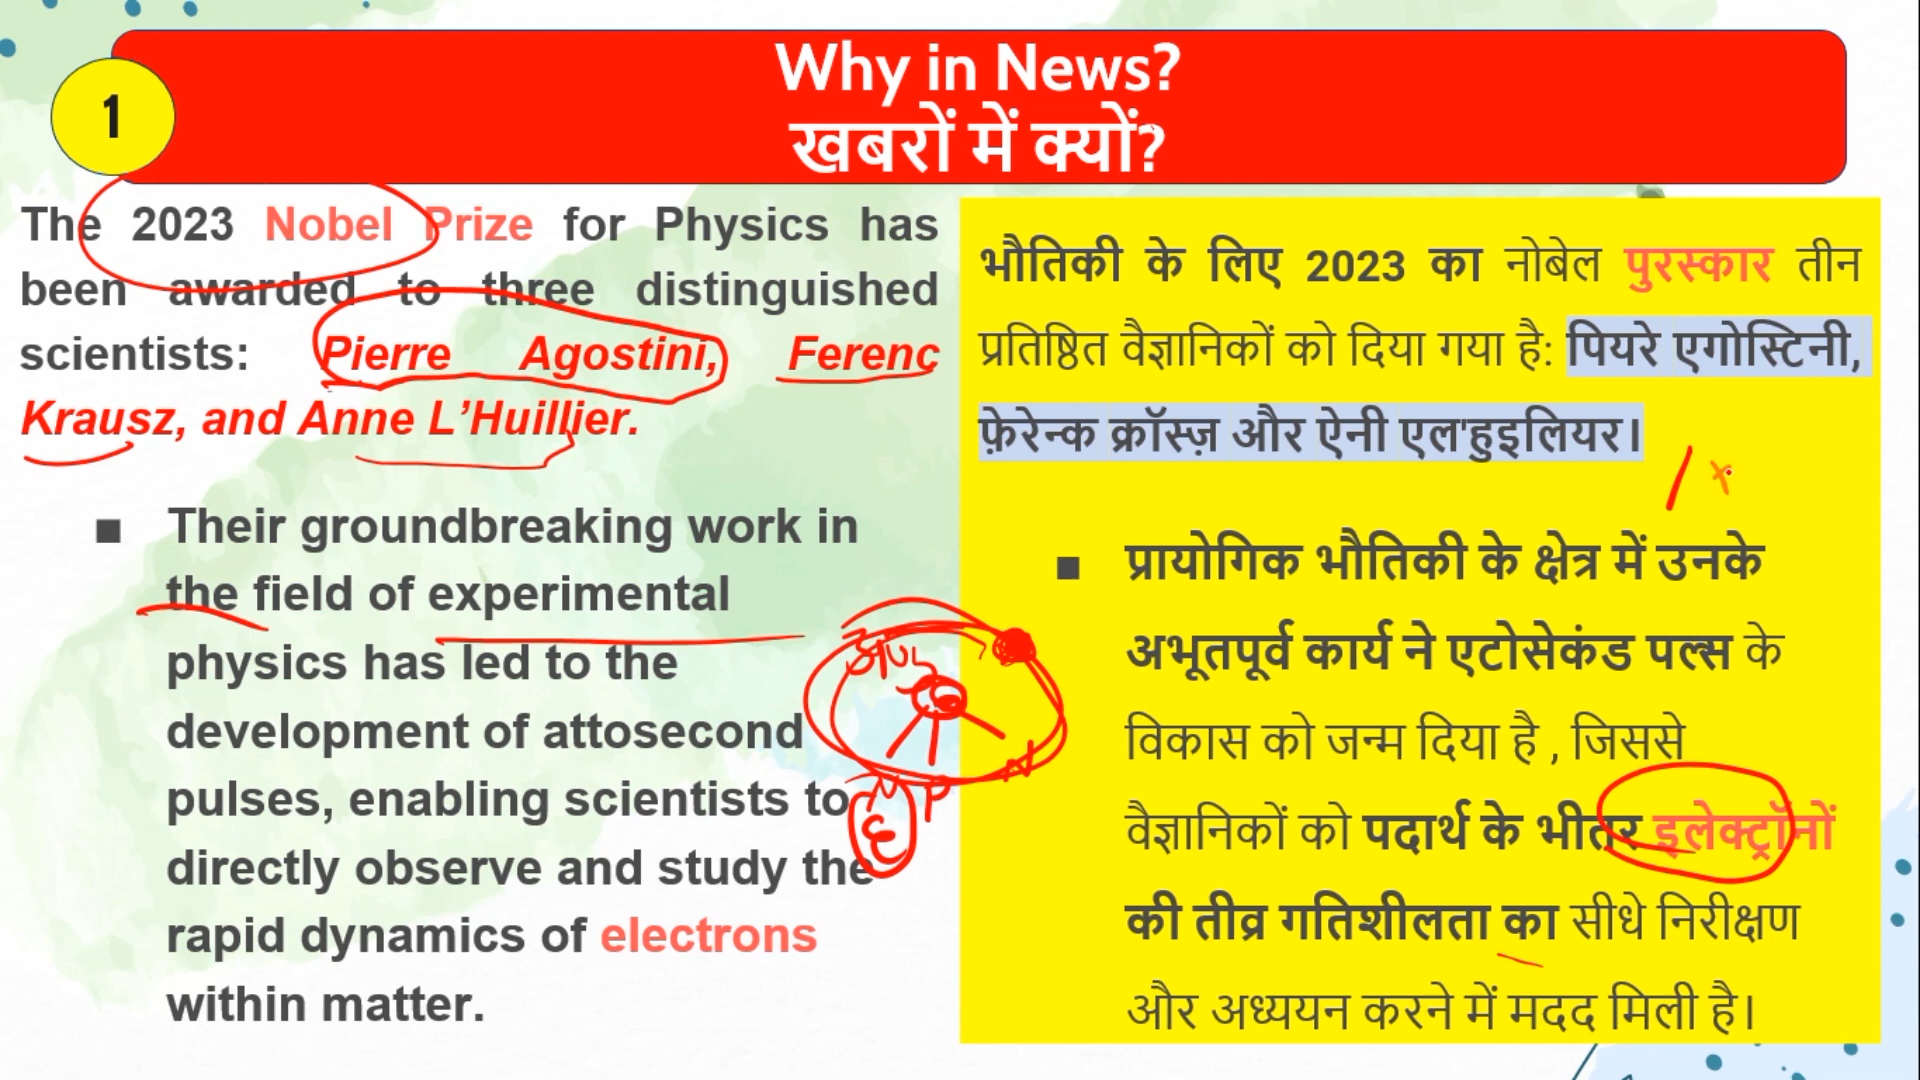 Why in News?
खबरों में क्यों?
1
The 2023 Nobel Prize for Physics has
been awarded to three distinguished
scientists: Pierre Agostini, Ferenc
Krausz, and Anne L’Huillier.
■ Their groundbreaking work in
the field of experimental
physics has led to the
development of attosecond
pulses, enabling scientists to
directly observe and study the
rapid dynamics of electrons
within matter.
भौतिकी के लिए 2023 का नोबेल पुरस्कार तीन
प्रतिष्ठित वैज्ञानिकों को दिया गया है: पियरे एगोस्टिनी,
फ़ेरेन्क क्रॉस्ज़ और ऐनी एल'हुइलियर।
■ प्रायोगिक भौतिकी के क्षेत्र में उनके
अभूतपूर्व कार्य ने एटोसेकंड पल्स के
विकास को जन्म दिया है , जिससे
वैज्ञानिकों को पदार्थ के भीतर इलेक्ट्रॉनों
की तीव्र गतिशीलता का सीधे निरीक्षण
और अध्ययन करने में मदद मिली है।
N
P
E